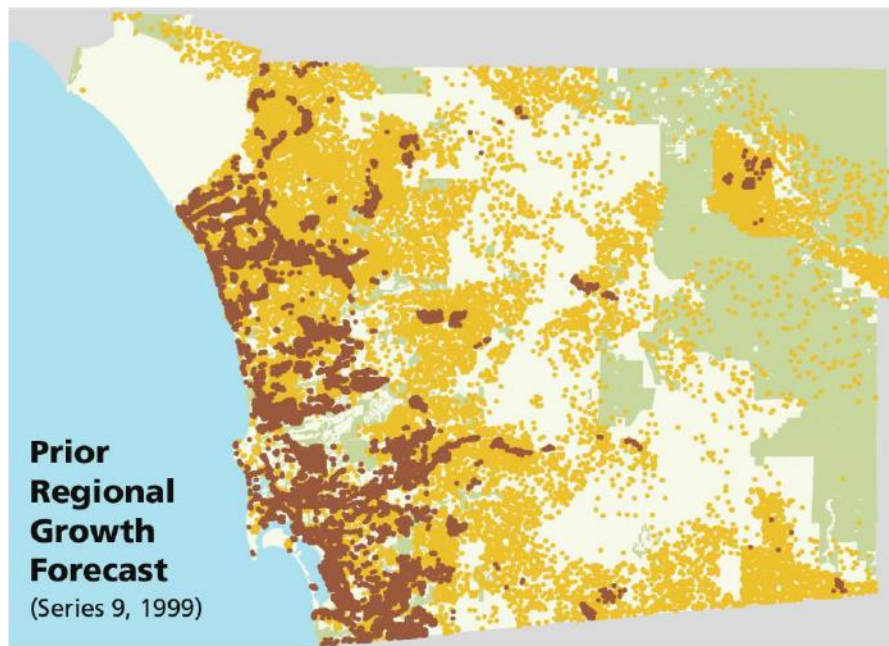 Prior
Regional
Growth
Forecast
(Series 9, 1999)